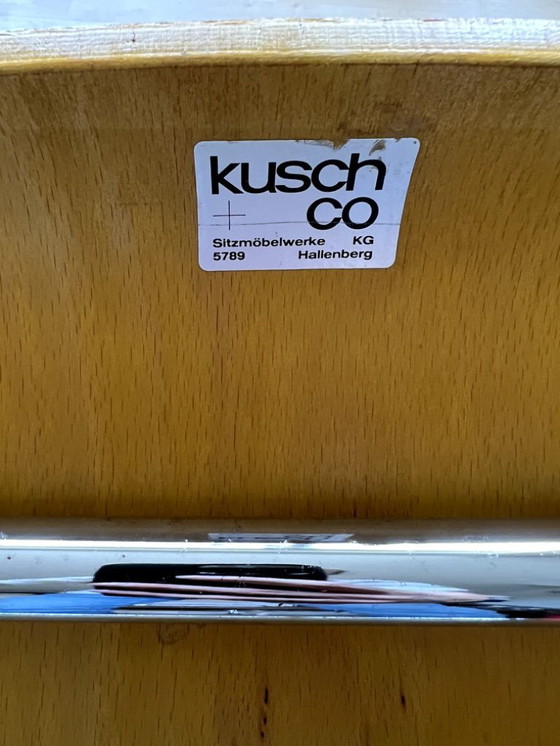 kusch
+ co
Sitzmöbelwerke KG
5789 Hallenberg